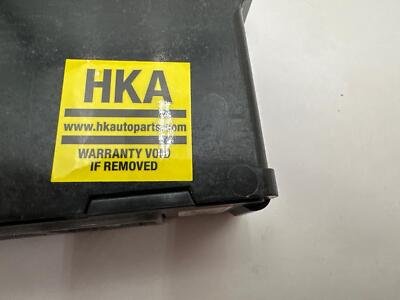 HKA
www.hkautoparts.com
WARRANTY VOID
IF REMOVED